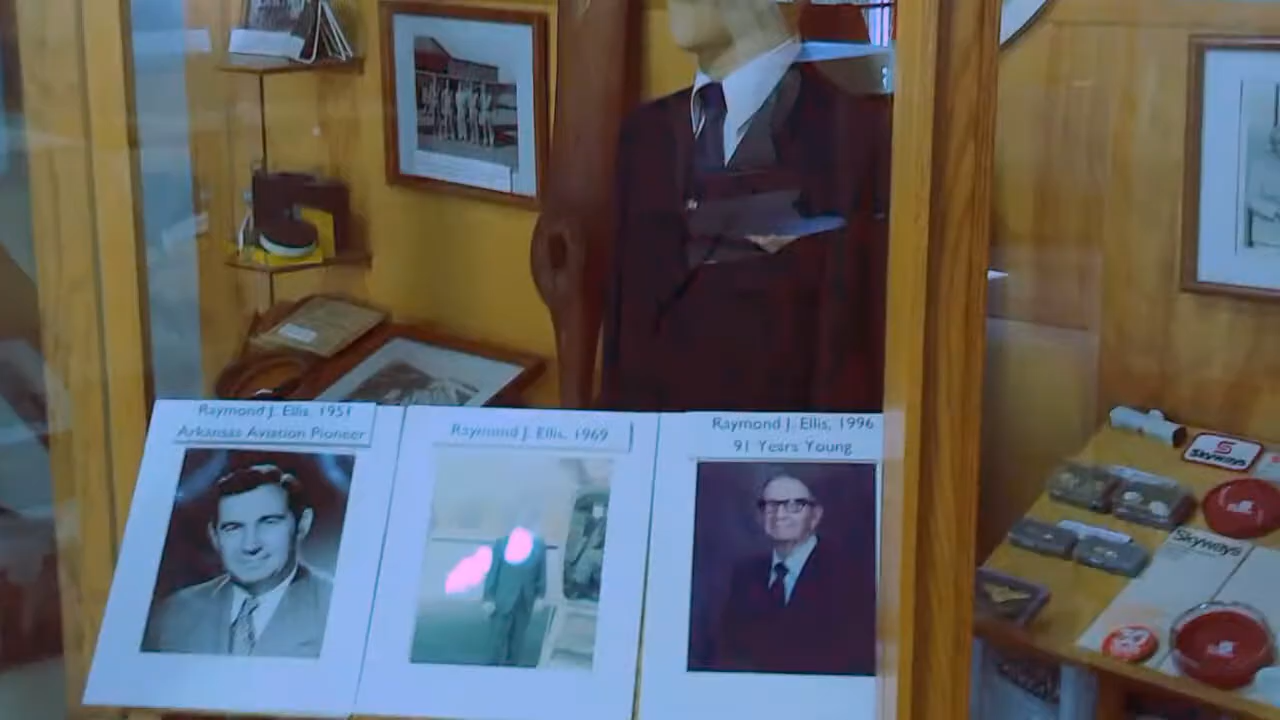 Raymond J. Ellis, 1951
Arkansas Aviation Pioneer
Raymond J. Ellis, 1969
Raymond J. Ellis, 1996
91 Years Young
Skyways
Skyways